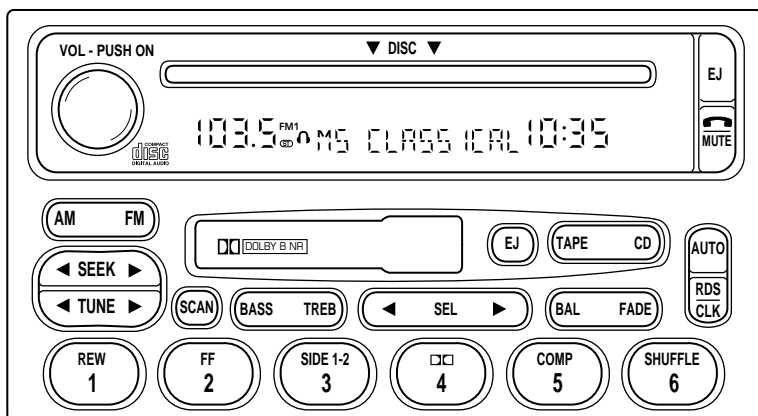 VOL - PUSH ON
▼ DISC ▼
EJ
103.5 FM1 ST MS CLASSICAL 10:35
MUTE
COMPACT
disc
DIGITAL AUDIO
AM FM
DOLBY B NR
EJ
TAPE CD
AUTO
◀ SEEK ▶
RDS
CLK
◀ TUNE ▶
SCAN
BASS TREB
◀ SEL ▶
BAL FADE
REW
1
FF
2
SIDE 1-2
3
4
COMP
5
SHUFFLE
6